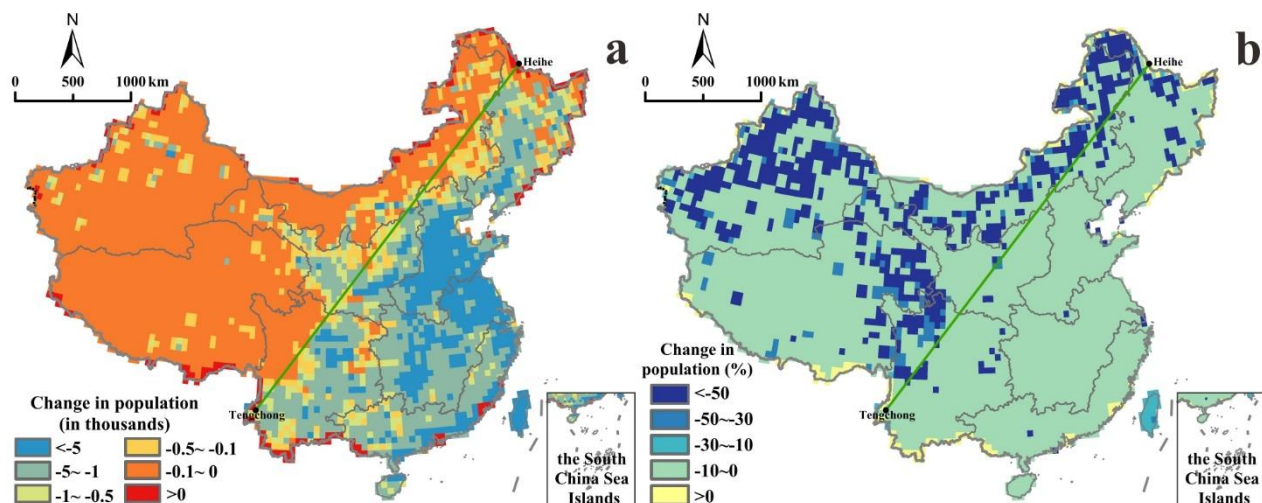 N
a
0 500 1000 km
Heihe
Tengchong
Change in population
(in thousands)
<-5
-5~ -1
-1~ -0.5
-0.5~ -0.1
-0.1~ 0
>0
the South
China Sea
Islands
N
b
0 500 1000 km
Heihe
Tengchong
Change in
population (%)
<-50
-50~-30
-30~-10
-10~0
>0
the South
China Sea
Islands